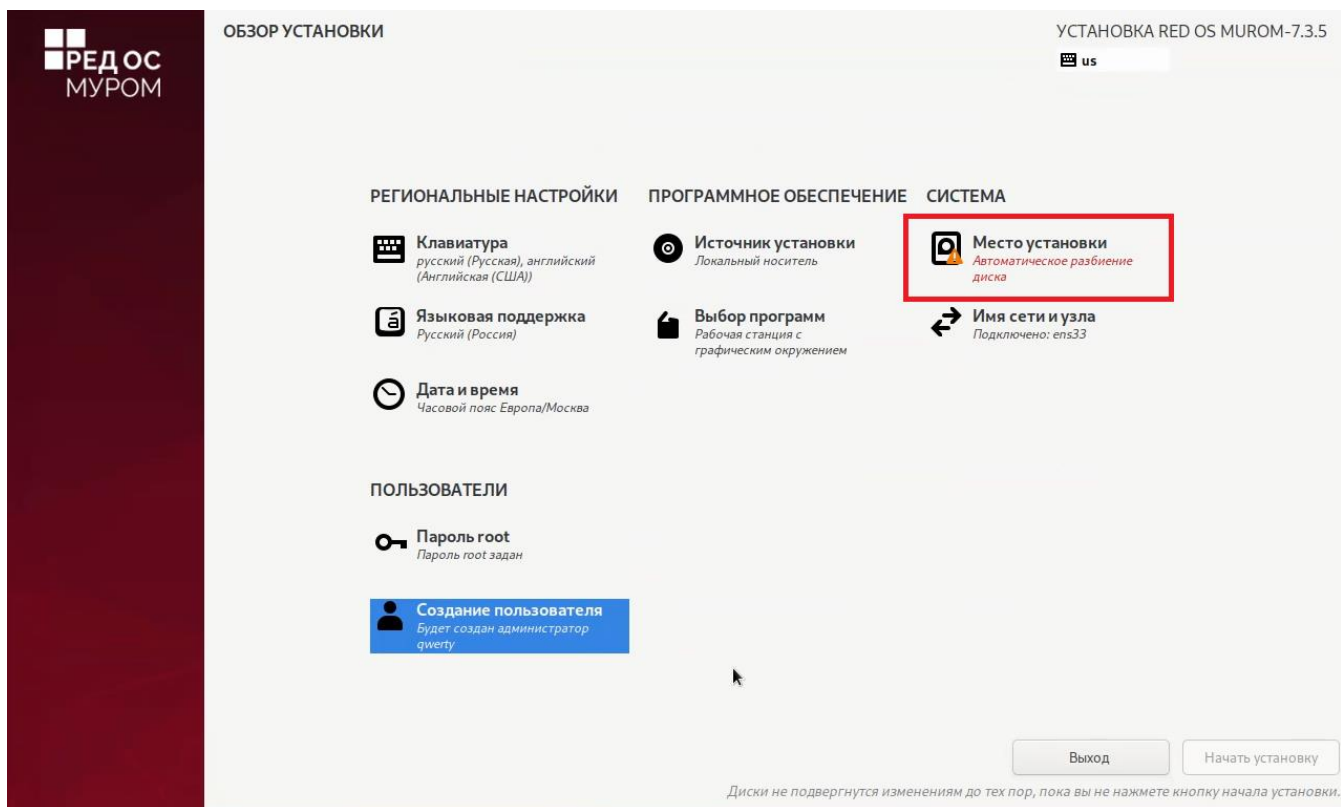 РЕД ОС
МУРОМ
ОБЗОР УСТАНОВКИ
УСТАНОВКА RED OS MUROM-7.3.5
us
РЕГИОНАЛЬНЫЕ НАСТРОЙКИ
Клавиатура
русский (Русская), английский
(Английская (США))
Языковая поддержка
Русский (Россия)
Дата и время
Часовой пояс Европа/Москва
ПРОГРАММНОЕ ОБЕСПЕЧЕНИЕ
Источник установки
Локальный носитель
Выбор программ
Рабочая станция с
графическим окружением
СИСТЕМА
Место установки
Автоматическое разбиение
диска
Имя сети и узла
Подключено: ens33
ПОЛЬЗОВАТЕЛИ
Пароль root
Пароль root задан
Создание пользователя
Будет создан администратор
qwerty
Выход
Начать установку
Диски не подвергнутся изменениям до тех пор, пока вы не нажмете кнопку начала установки.